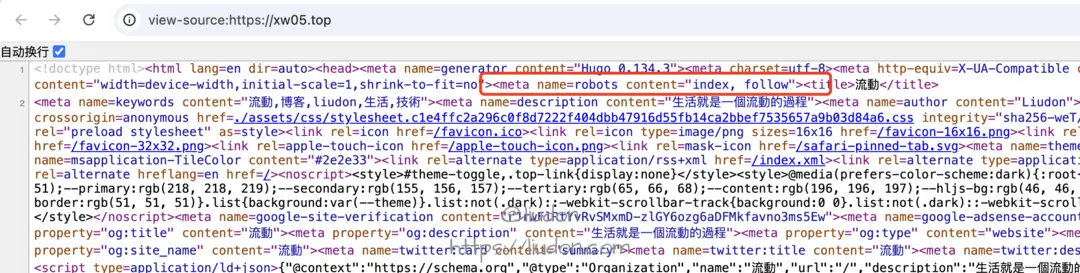 view-source:https://xw05.top
自动换行
1 <!doctype html><html lang=en dir=auto><head><meta name=generator content="Hugo 0.134.3"><meta charset=utf-8><meta http-equiv=X-UA-Compatible
content="width=device-width,initial-scale=1,shrink-to-fit=no"><meta name=robots content="index, follow"><title>流動</title>
2 <meta name=keywords content="流動,博客,liudon,生活,技術"><meta name=description content="生活就是一個流動的過程"><meta name=author content="Liudon"
crossorigin=anonymous href=./assets/css/stylesheet.c1e4ffc2a296c0f8d7222f404dbb47916d55fb14ca2bbef7535657a9b03d84a6.css integrity="sha256-weT/
rel="preload stylesheet" as=style><link rel=icon href=/favicon.ico><link rel=icon type=image/png sizes=16x16 href=/favicon-16x16.png><link
href=/favicon-32x32.png><link rel=apple-touch-icon href=/apple-touch-icon.png><link rel=mask-icon href=/safari-pinned-tab.svg><meta name=theme
name=msapplication-TileColor content="#2e2e33"><link rel=alternate type=application/rss+xml href=/index.xml><link rel=alternate
rel=alternate hreflang=en href=/><noscript><style>#theme-toggle,.top-link{display:none}</style><style>@media(prefers-color-scheme:dark){:root
51);--primary:rgb(218, 218, 219);--secondary:rgb(155, 156, 157);--tertiary:rgb(65, 66, 68);--content:rgb(196, 196, 197);--hljs-bg:rgb(46, 46,
border:rgb(51, 51, 51)}.list{background:var(--theme)}.list:not(.dark)::-webkit-scrollbar-track{background:0 0}.list:not(.dark)::-webkit-scroll
</style></noscript><meta name=google-site-verification content= name=google-adsense-account
@liudon
property="og:title" content="流動"><meta property="og:description" content="生活就是一個流動的過程"><meta property="og:type" content="website"><meta
property="og:site_name" content="流動"><meta name=twitter:card content="summary"><meta name=twitter:title content="流動"><meta name=twitter:des
https://liudon.com
<script type=application/ld+json>{"@context":"https://schema.org","@type":"Organization","name":"流動","url":"/","description":"生活就是一個流動